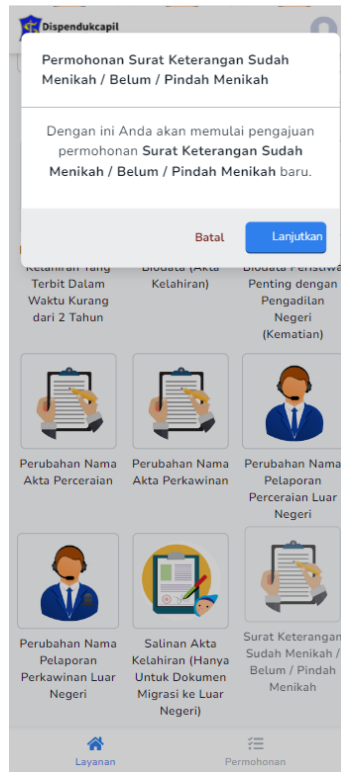 Dispendukcapil
Permohonan Surat Keterangan Sudah
Menikah / Belum / Pindah Menikah
Dengan ini Anda akan memulai pengajuan
permohonan Surat Keterangan Sudah
Menikah / Belum / Pindah Menikah baru.
Batal
Lanjutkan
Kelahiran Yang
Terbit Dalam
Waktu Kurang
dari 2 Tahun
Biodata (Akta
Kelahiran)
Biodata Peristiwa
Penting dengan
Pengadilan
Negeri
(Kematian)
Perubahan Nama
Akta Perceraian
Perubahan Nama
Akta Perkawinan
Perubahan Nama
Pelaporan
Perceraian Luar
Negeri
Perubahan Nama
Pelaporan
Perkawinan Luar
Negeri
Salinan Akta
Kelahiran (Hanya
Untuk Dokumen
Migrasi ke Luar
Negeri)
Surat Keterangan
Sudah Menikah /
Belum / Pindah
Menikah
Layanan
Permohonan